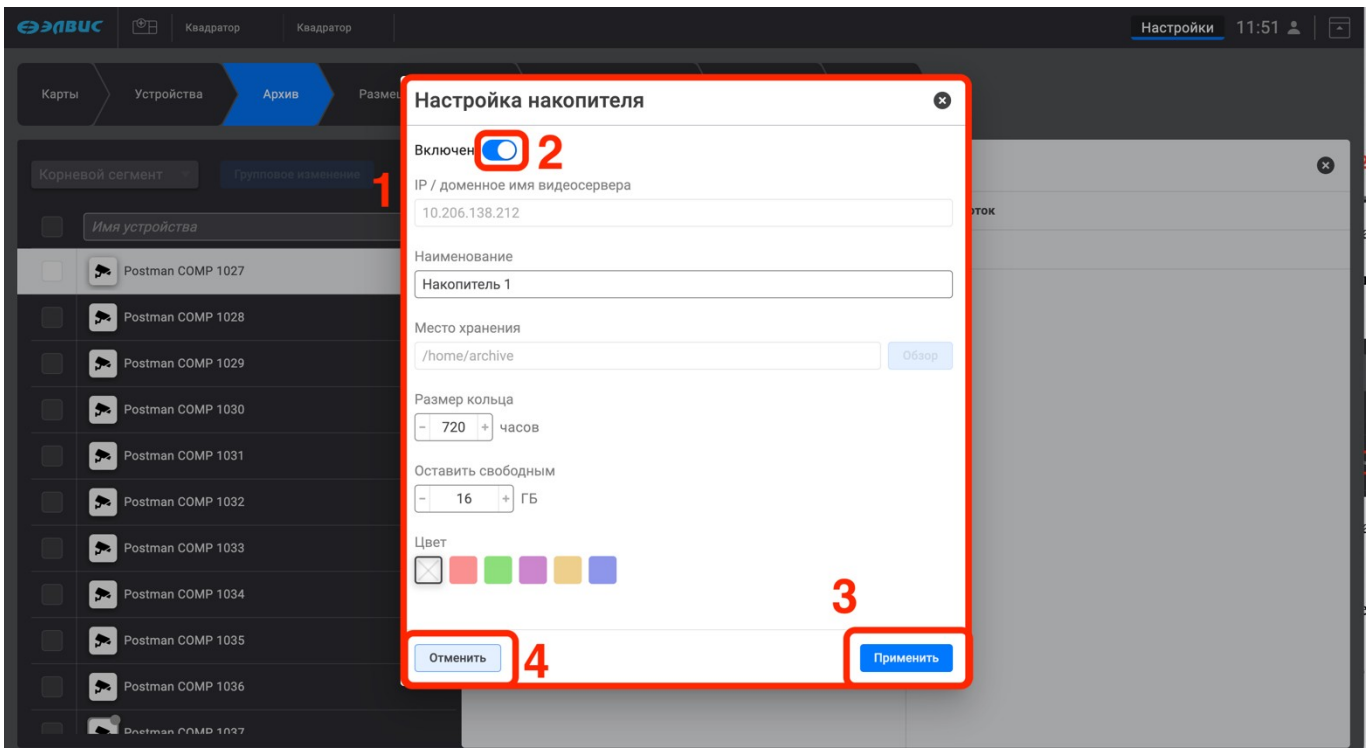 ЭЛВИС
Квадратор
Квадратор
Настройки
11:51
Карты
Устройства
Архив
Настройка накопителя
Включен
2
Корневой сегмент
Групповое изменение
1
IP / доменное имя видеосервера
10.206.138.212
Имя устройства
Наименование
Накопитель 1
Postman COMP 1027
Postman COMP 1028
Postman COMP 1029
Postman COMP 1030
Postman COMP 1031
Postman COMP 1032
Postman COMP 1033
Postman COMP 1034
Postman COMP 1035
Postman COMP 1036
Postman COMP 1037
Место хранения
/home/archive
Обзор
Размер кольца
- 720 + часов
Оставить свободным
- 16 + ГБ
Цвет
3
Отменить
4
Применить